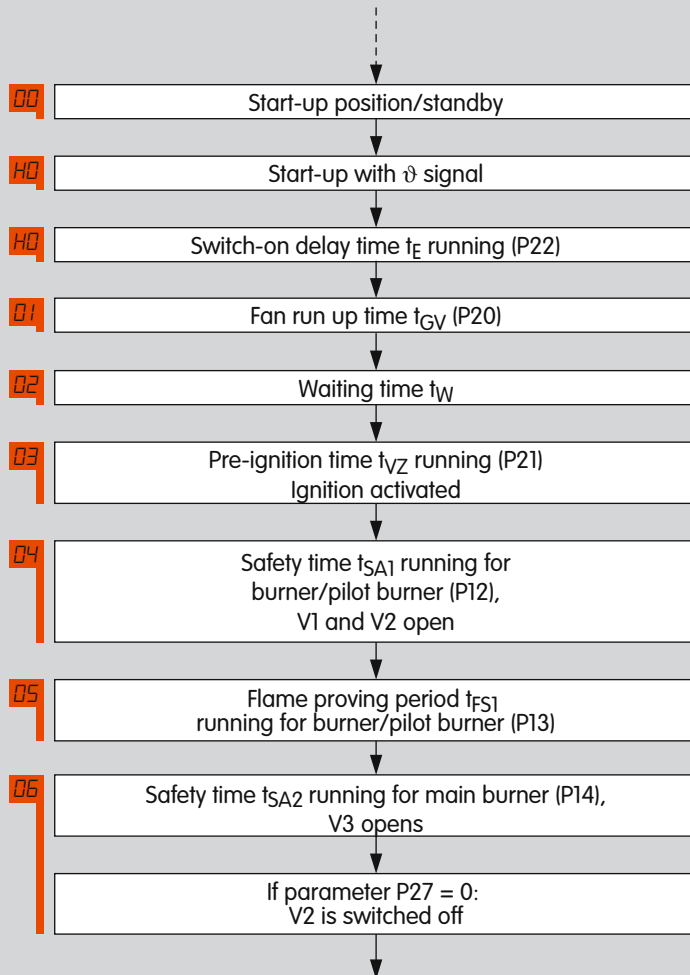 00 Start-up position/standby
H0 Start-up with ϑ signal
H0 Switch-on delay time tE running (P22)
01 Fan run up time tGV (P20)
02 Waiting time tW
03 Pre-ignition time tVZ running (P21)
Ignition activated
04 Safety time tSA1 running for
burner/pilot burner (P12),
V1 and V2 open
05 Flame proving period tFS1
running for burner/pilot burner (P13)
06 Safety time tSA2 running for main burner (P14),
V3 opens
If parameter P27 = 0:
V2 is switched off